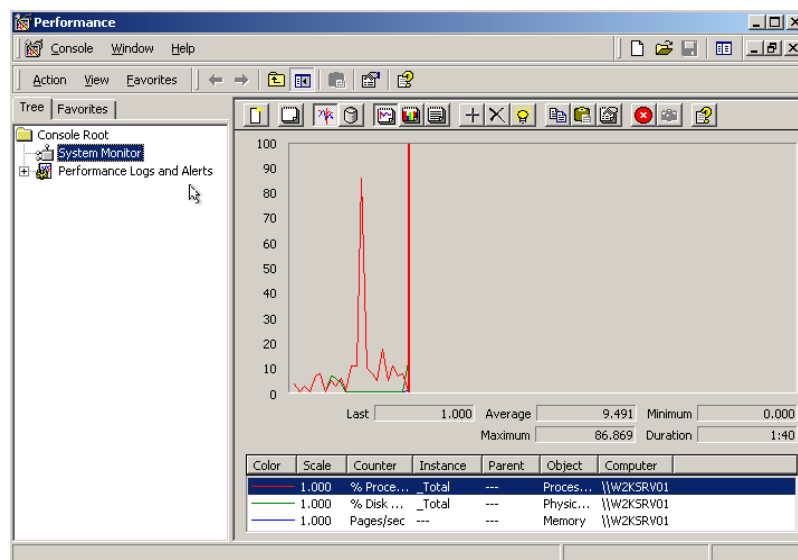 Performance
Console Window Help
Action View Favorites
Tree Favorites
Console Root
System Monitor
Performance Logs and Alerts
100
90
80
70
60
50
40
30
20
10
0
Last 1.000 Average 9.491 Minimum 0.000
Maximum 86.869 Duration 1:40
Color Scale Counter Instance Parent Object Computer
1.000 % Proce... _Total --- Proces... \\W2KSRV01
1.000 % Disk ... _Total --- Physic... \\W2KSRV01
1.000 Pages/sec --- --- Memory \\W2KSRV01